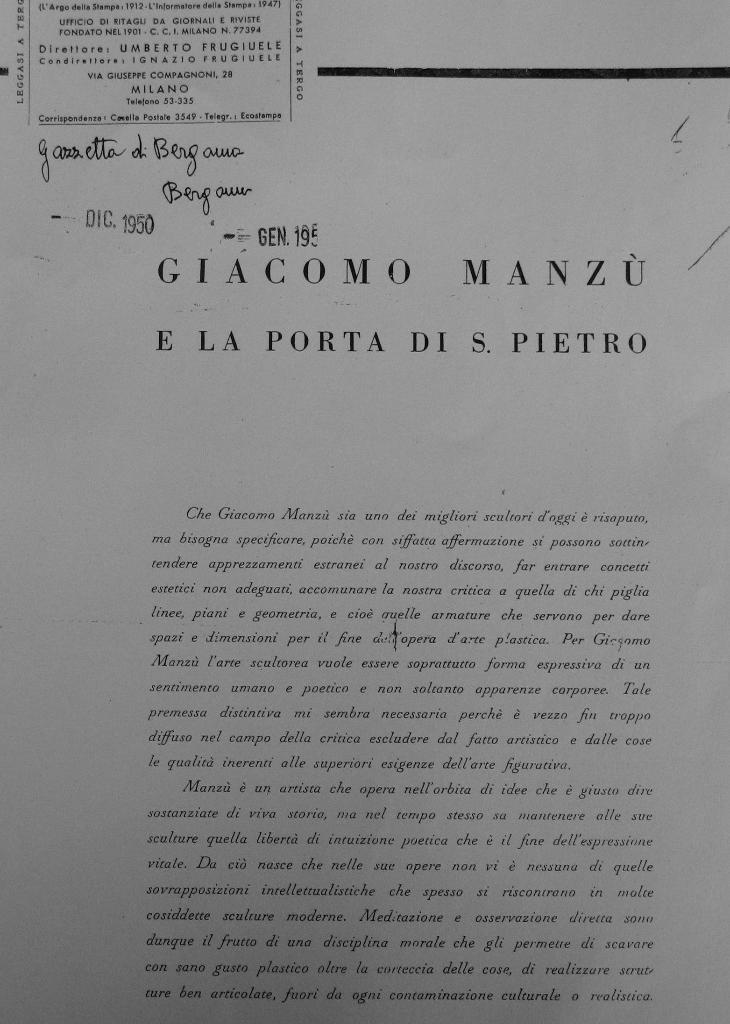 (L'Argo della Stampa: 1912 - L'Informatore della Stampa: 1947)
UFFICIO DI RITAGLI DA GIORNALI E RIVISTE
FONDATO NEL 1901 - C. C. I. MILANO N. 77394
Direttore: UMBERTO FRUGIUELE
Condirettore: IGNAZIO FRUGIUELE
VIA GIUSEPPE COMPAGNONI, 28
MILANO
Telefono 53-335
Corrispondenza: Casella Postale 3549 - Telegr.: Ecostampa
LEGGASI A TERGO
LEGGASI A TERGO
Gazzetta di Bergamo
Bergamo
- DIC. 1950
- GEN. 195
GIACOMO MANZÙ
E LA PORTA DI S. PIETRO
Che Giacomo Manzù sia uno dei migliori scultori d'oggi è risaputo,
ma bisogna specificare, poichè con siffatta affermazione si possono sottin-
tendere apprezzamenti estranei al nostro discorso, far entrare concetti
estetici non adeguati, accomunare la nostra critica a quella di chi piglia
linee, piani e geometria, e cioè quelle armature che servono per dare
spazi e dimensioni per il fine dell'opera d'arte plastica. Per Giacomo
Manzù l'arte scultorea vuole essere soprattutto forma espressiva di un
sentimento umano e poetico e non soltanto apparenze corporee. Tale
premessa distintiva mi sembra necessaria perchè è vezzo fin troppo
diffuso nel campo della critica escludere dal fatto artistico e dalle cose
le qualità inerenti alle superiori esigenze dell'arte figurativa.
Manzù è un artista che opera nell'orbita di idee che è giusto dire
sostanziate di viva storia, ma nel tempo stesso sa mantenere alle sue
sculture quella libertà di intuizione poetica che è il fine dell'espressione
vitale. Da ciò nasce che nelle sue opere non vi è nessuna di quelle
sovrapposizioni intellettualistiche che spesso si riscontrano in molte
cosiddette sculture moderne. Meditazione e osservazione diretta sono
dunque il frutto di una disciplina morale che gli permette di scavare
con sano gusto plastico oltre la corteccia delle cose, di realizzare strut-
ture ben articolate, fuori da ogni contaminazione culturale o realistica.